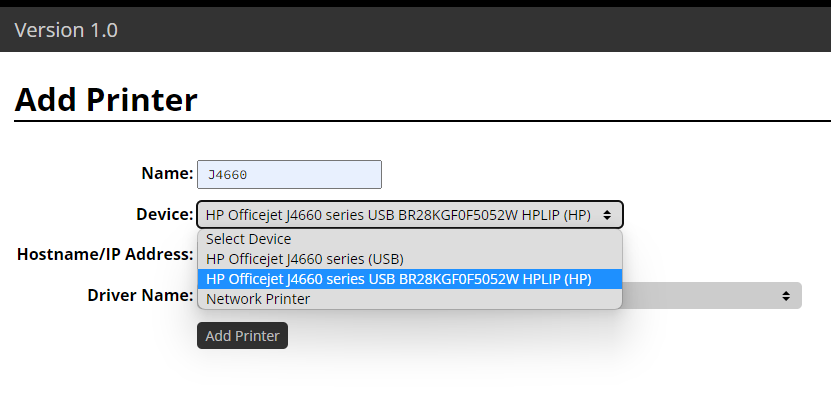 Version 1.0
Add Printer
Name: J4660
Device: HP Officejet J4660 series USB BR28KGF0F5052W HPLIP (HP)
Select Device
Hostname/IP Address:
HP Officejet J4660 series (USB)
HP Officejet J4660 series USB BR28KGF0F5052W HPLIP (HP)
Driver Name:
Network Printer
Add Printer